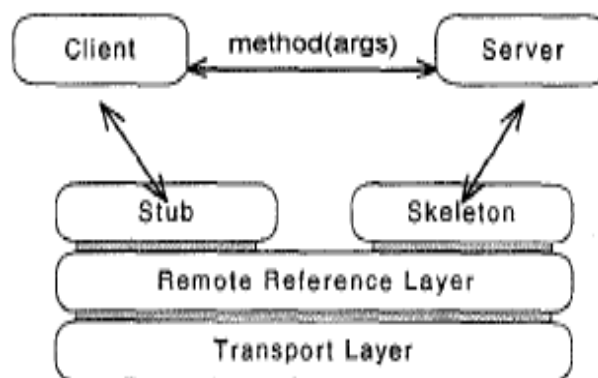 Client
method(args)
Server
Stub
Skeleton
Remote Reference Layer
Transport Layer